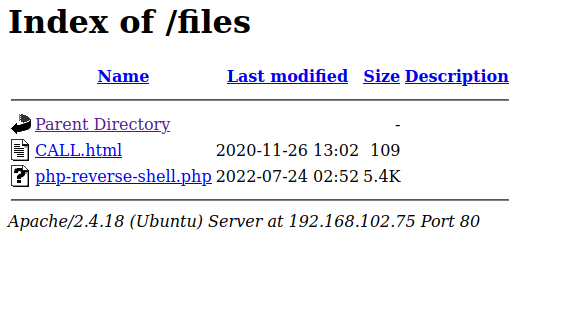 Index of /files
Name Last modified Size Description
Parent Directory -
CALL.html 2020-11-26 13:02 109
php-reverse-shell.php 2022-07-24 02:52 5.4K
Apache/2.4.18 (Ubuntu) Server at 192.168.102.75 Port 80